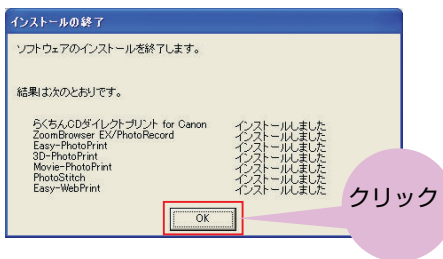 インストールの終了
ソフトウェアのインストールを終了します。
結果は次のとおりです。
らくちんCDダイレクトプリント for Canon インストールしました
ZoomBrowser EX/PhotoRecord インストールしました
Easy-PhotoPrint インストールしました
3D-PhotoPrint インストールしました
Movie-PhotoPrint インストールしました
PhotoStitch インストールしました
Easy-WebPrint インストールしました
クリック
OK